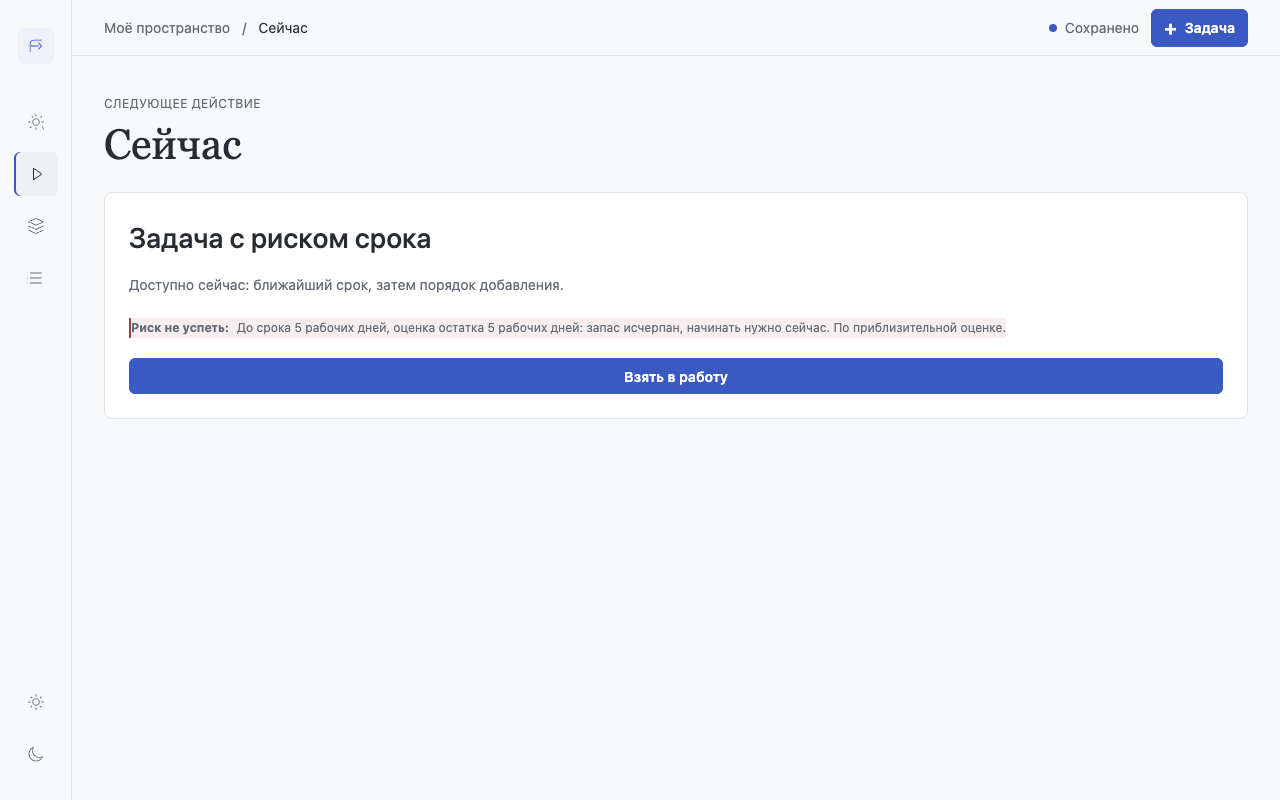 Моё пространство / Сейчас
Сохранено
+ Задача
СЛЕДУЮЩЕЕ ДЕЙСТВИЕ
Сейчас
Задача с риском срока
Доступно сейчас: ближайший срок, затем порядок добавления.
Риск не успеть: До срока 5 рабочих дней, оценка остатка 5 рабочих дней: запас исчерпан, начинать нужно сейчас. По приблизительной оценке.
Взять в работу